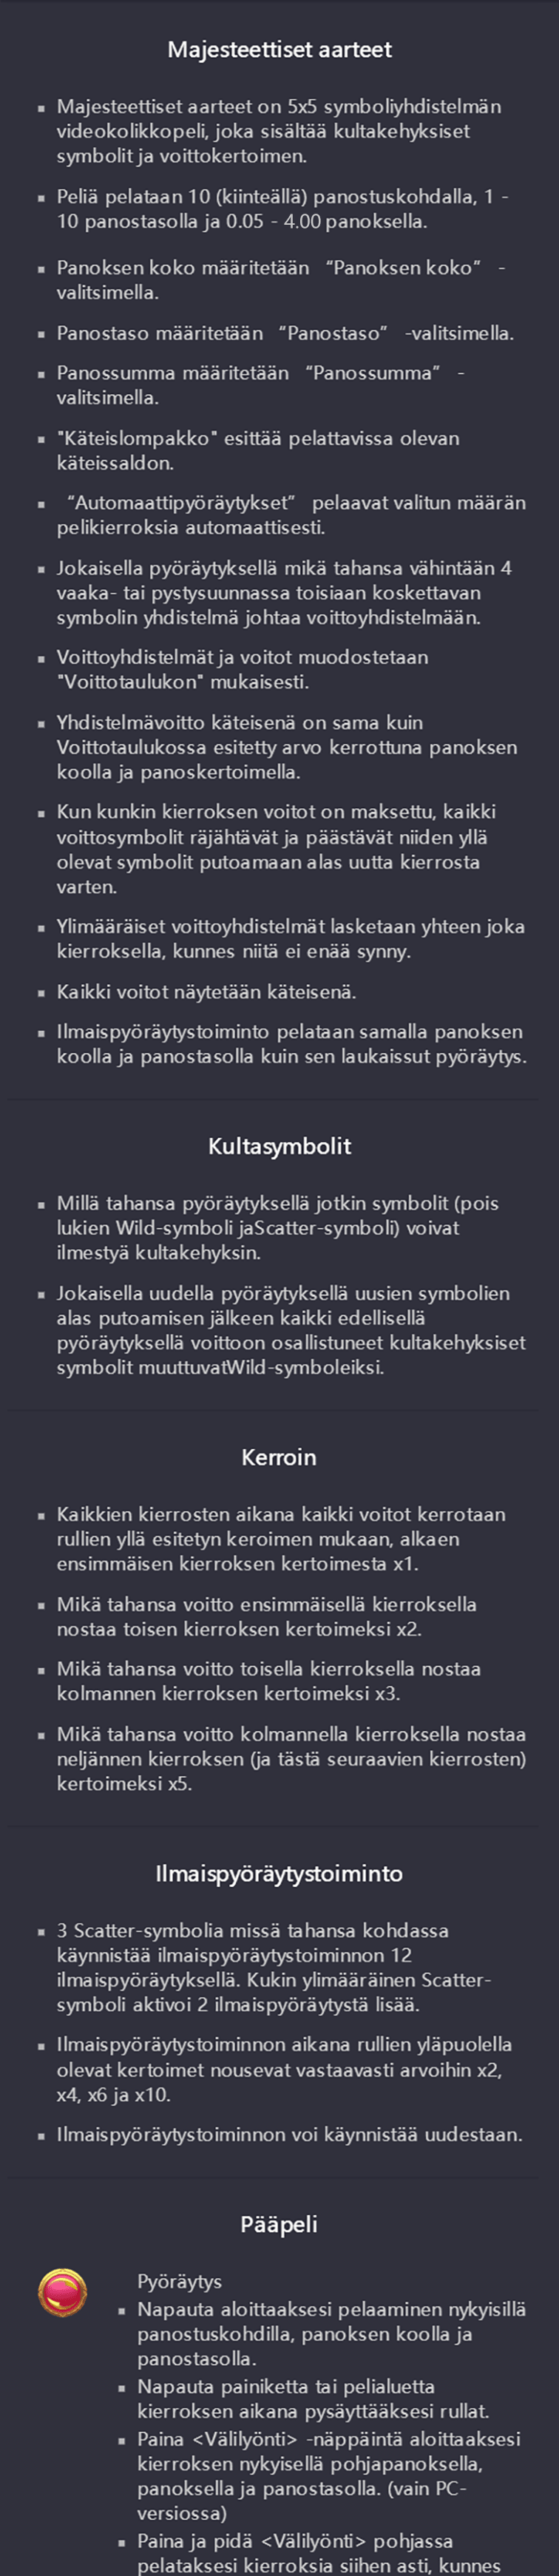 Majesteettiset aarteet
Majesteettiset aarteet on 5x5 symboliyhdistelmän
videokolikkopeli, joka sisältää kultakehyksiset
symbolit ja voittokertoimen.
Peliä pelataan 10 (kiinteällä) panostuskohdalla, 1 -
10 panostasolla ja 0.05 - 4.00 panoksella.
Panoksen koko määritetään “Panoksen koko” -
valitsimella.
Panostaso määritetään “Panostaso” -valitsimella.
Panossumma määritetään “Panossumma” -
valitsimella.
"Käteislompakko" esittää pelattavissa olevan
käteissaldon.
“Automaattipyöräytykset” pelaavat valitun määrän
pelikierroksia automaattisesti.
Jokaisella pyöräytyksellä mikä tahansa vähintään 4
vaaka- tai pystysuunnassa toisiaan koskettavan
symbolin yhdistelmä johtaa voittoyhdistelmään.
Voittoyhdistelmät ja voitot muodostetaan
"Voittotaulukon" mukaisesti.
Yhdistelmävoitto käteisenä on sama kuin
Voittotaulukossa esitetty arvo kerrottuna panoksen
koolla ja panoskertoimella.
Kun kunkin kierroksen voitot on maksettu, kaikki
voittosymbolit räjähtävät ja päästävät niiden yllä
olevat symbolit putoamaan alas uutta kierrosta
varten.
Ylimääräiset voittoyhdistelmät lasketaan yhteen joka
kierroksella, kunnes niitä ei enää synny.
Kaikki voitot näytetään käteisenä.
Ilmaispyöräytystoiminto pelataan samalla panoksen
koolla ja panostasolla kuin sen laukaissut pyöräytys.
Kultasymbolit
Millä tahansa pyöräytyksellä jotkin symbolit (pois
lukien Wild-symboli jaScatter-symboli) voivat
ilmestyä kultakehyksin.
Jokaisella uudella pyöräytyksellä uusien symbolien
alas putoamisen jälkeen kaikki edellisellä
pyöräytyksellä voittoon osallistuneet kultakehyksiset
symbolit muuttuvatWild-symboleiksi.
Kerroin
Kaikkien kierrosten aikana kaikki voitot kerrotaan
rullien yllä esitetyn keroimen mukaan, alkaen
ensimmäisen kierroksen kertoimesta x1.
Mikä tahansa voitto ensimmäisellä kierroksella
nostaa toisen kierroksen kertoimeksi x2.
Mikä tahansa voitto toisella kierroksella nostaa
kolmannen kierroksen kertoimeksi x3.
Mikä tahansa voitto kolmannella kierroksella nostaa
neljännen kierroksen (ja tästä seuraavien kierrosten)
kertoimeksi x5.
Ilmaispyöräytystoiminto
3 Scatter-symbolia missä tahansa kohdassa
käynnistää ilmaispyöräytystoiminnon 12
ilmaispyöräytyksellä. Kukin ylimääräinen Scatter-
symboli aktivoi 2 ilmaispyöräytystä lisää.
Ilmaispyöräytystoiminnon aikana rullien yläpuolella
olevat kertoimet nousevat vastaavasti arvoihin x2,
x4, x6 ja x10.
Ilmaispyöräytystoiminnon voi käynnistää uudestaan.
Pääpeli
Pyöräytys
Napauta aloittaaksesi pelaaminen nykyisillä
panostuskohdilla, panoksen koolla ja
panostasolla.
Napauta painiketta tai pelialuetta
kierroksen aikana pysäyttääksesi rullat.
Paina <Välilyönti> -näppäintä aloittaaksesi
kierroksen nykyisellä pohjapanoksella,
panoksella ja panostasolla. (vain PC-
versiossa)
Paina ja pidä <Välilyönti> pohjassa
pelataksesi kierroksia siihen asti, kunnes